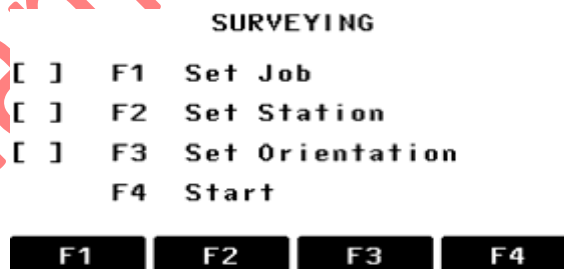 SURVEYING
[ ] F1 Set Job
[ ] F2 Set Station
[ ] F3 Set Orientation
F4 Start
F1 F2 F3 F4